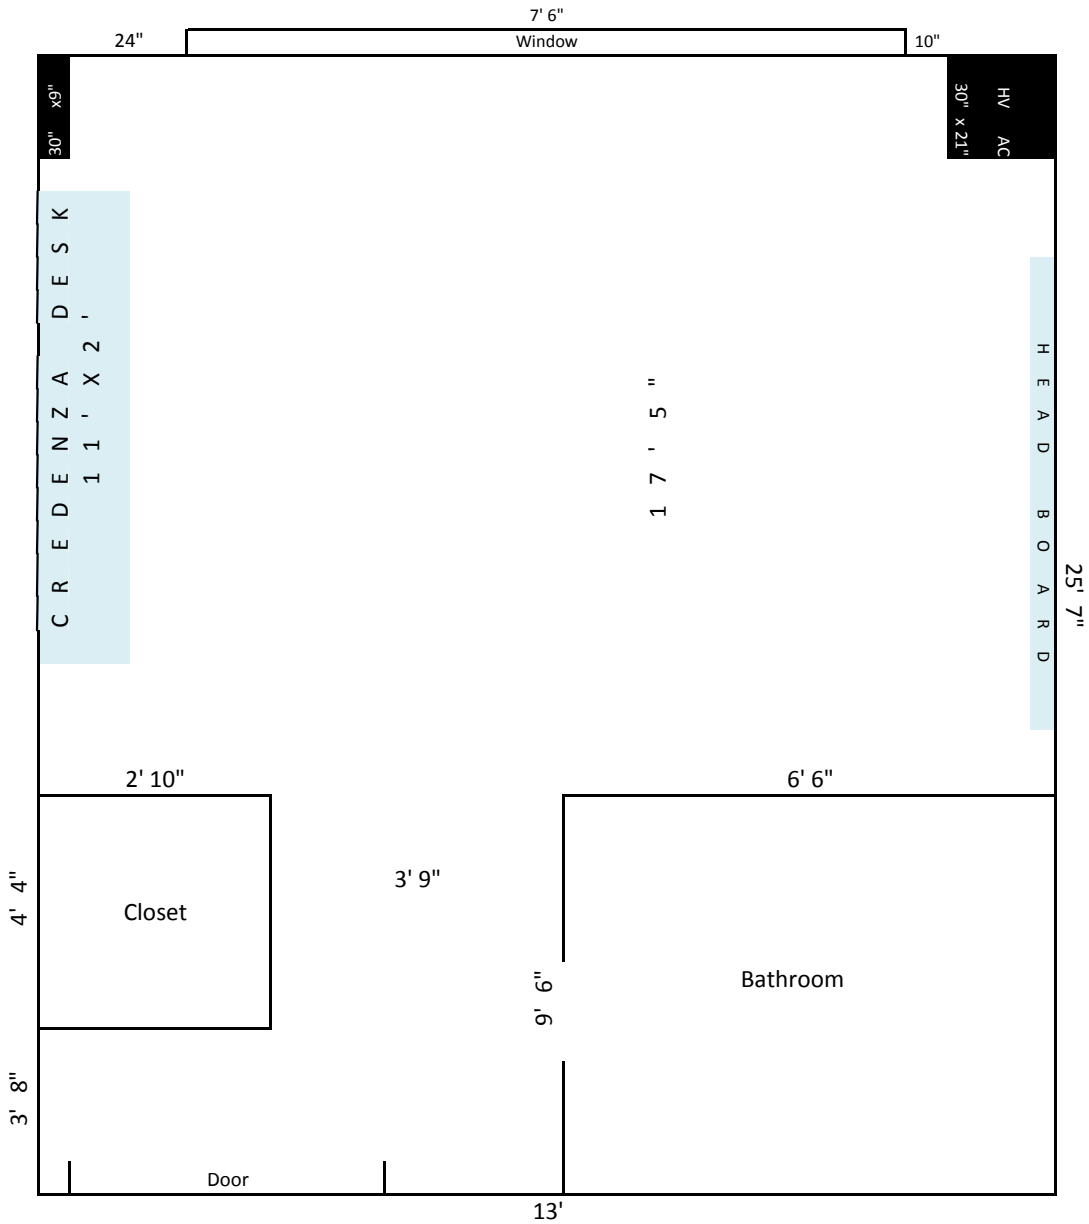 7' 6"
24"
Window
10"
30" x9"
HV AC
30" x 21"
CREDENZA DESK
11'X2'
HEAD BOARD
17'5"
25' 7"
2' 10"
6' 6"
4' 4"
3' 9"
Closet
9' 6"
Bathroom
3' 8"
Door
13'